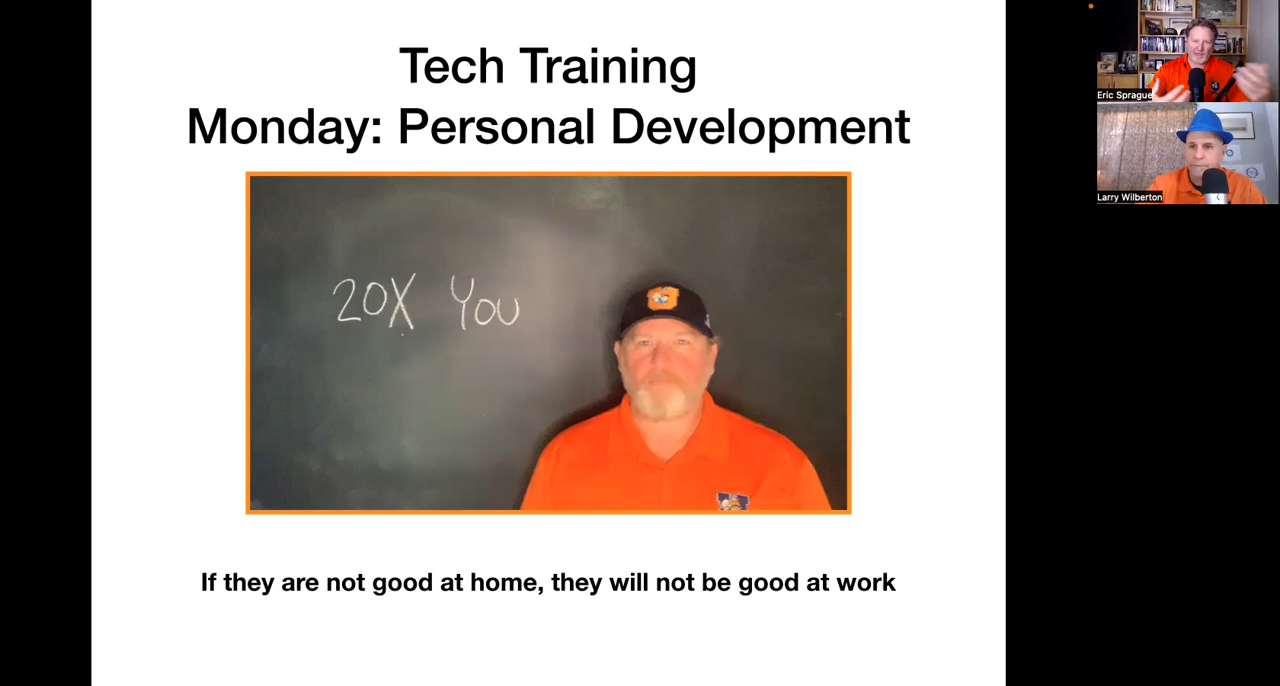 Tech Training
Monday: Personal Development
20X You
If they are not good at home, they will not be good at work
Eric Sprague
Larry Wilberton